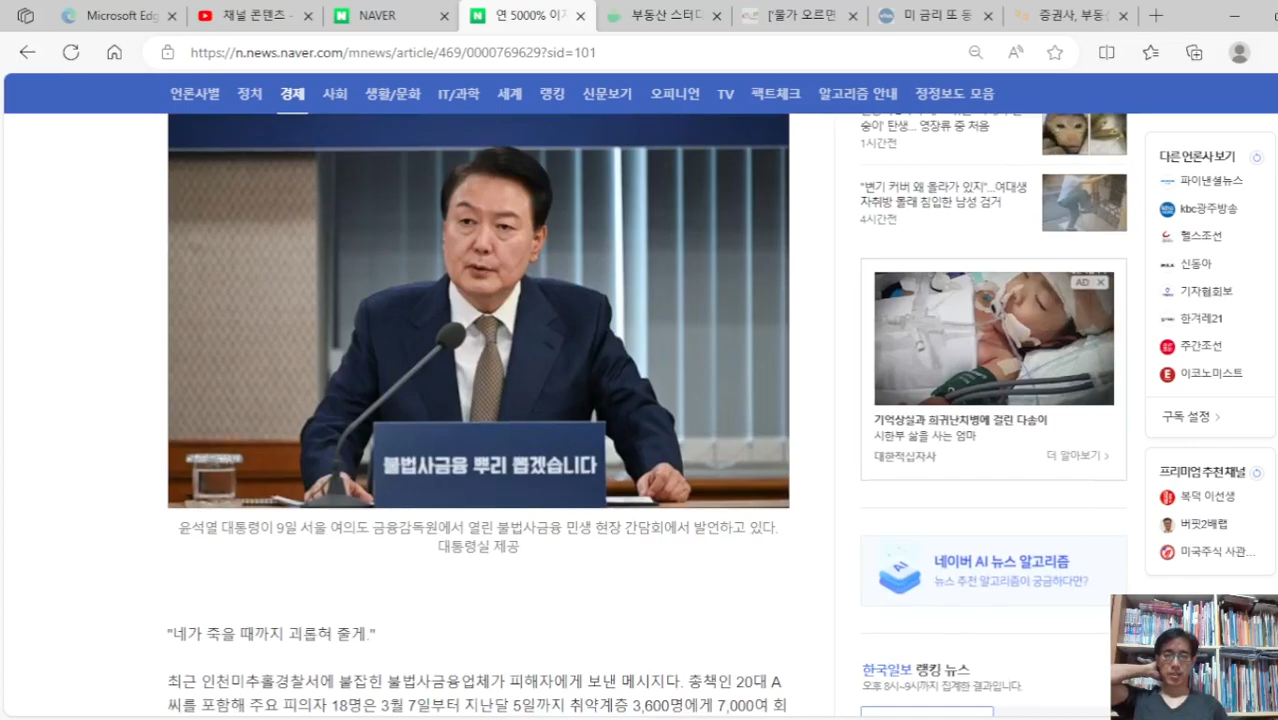 Microsoft Edg
채널 콘텐츠 -
NAVER
연 5000% 이
부동산 스터디
['물가 오르면
미 금리 또 동
증권사, 부동
https://n.news.naver.com/mnews/article/469/0000769629?sid=101
언론사별 정치 경제 사회 생활/문화 IT/과학 세계 랭킹 신문보기 오피니언 TV 팩트체크 알고리즘 안내 정정보도 모음
숭이' 탄생... 영장류 중 처음
1시간전
"변기 커버 왜 올라가 있지"...여대생
자취방 몰래 침입한 남성 검거
4시간전
AD X
기억상실과 희귀난치병에 걸린 다솜이
시한부 삶을 사는 엄마
대한적십자사
더 알아보기 >
네이버 AI 뉴스 알고리즘
뉴스 추천 알고리즘이 궁금하다면?
한국일보 랭킹 뉴스
오후 8시~9시까지 집계한 결과입니다.
다른 언론사 보기
파이낸셜뉴스
kbc광주방송
헬스조선
신동아
기자협회보
한겨레21
주간조선
이코노미스트
구독 설정 >
프리미엄 추천 채널
복덕 이선생
버핏2배랩
미국주식 사관...
불법사금융 뿌리 뽑겠습니다
윤석열 대통령이 9일 서울 여의도 금융감독원에서 열린 불법사금융 민생 현장 간담회에서 발언하고 있다.
대통령실 제공
"네가 죽을 때까지 괴롭혀 줄게."
최근 인천미추홀경찰서에 붙잡힌 불법사금융업체가 피해자에게 보낸 메시지다. 총책인 20대 A
씨를 포함해 주요 피의자 18명은 3월 7일부터 지난달 5일까지 취약계층 3,600명에게 7,000여 회